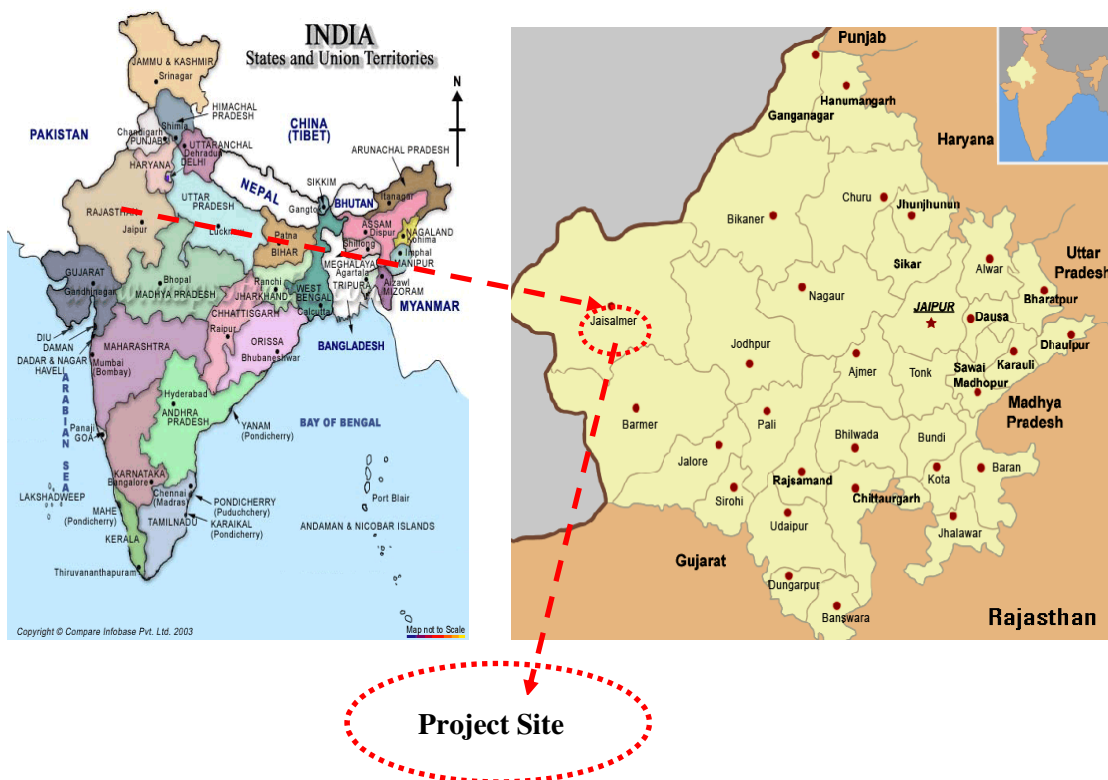 INDIA
States and Union Territories
N
JAMMU & KASHMIR
Srinagar
HIMACHAL
PRADESH
PAKISTAN
CHINA
(TIBET)
Chandigarh
PUNJAB
Shimla
UTTARANCHAL
Dehradun
DELHI
HARYANA
ARUNACHAL PRADESH
Itanagar
NEPAL
SIKKIM
Gangto
BHUTAN
UTTAR
PRADESH
RAJASTHAN
Jaipur
Luckn
Patna
BIHAR
ASSAM
Dispur
NAGALAND
Kohima
Shillong
MEGHALAYA
Imphal
MANIPUR
Agartala
TRIPURA
Aizawl
MIZORAM
GUJARAT
Gandhinagar
Bhopal
MADHYA PRADESH
Ranchi
JHARKHAND
WEST
BENGAL
Calcutta
MYANMAR
CHHATTISGARH
Raipur
ORISSA
Bhubaneshwar
BANGLADESH
DIU
DAMAN
DADAR & NAGAR
HAVELI
MAHARASHTRA
Mumbai
(Bombay)
Hyderabad
ANDHRA
PRADESH
YANAM
(Pondicherry)
BAY OF BENGAL
ARABIAN SEA
Panaji
GOA
KARNATAKA
Bangalore
Chennai
(Madras)
PONDICHERRY
(Puduchchery)
LAKSHADWEEP
MAHE
(Pondicherry)
KARAIKAL
(Pondicherry)
TAMILNADU
KERALA
Thiruvananthapuram
Port Blair
ANDAMAN & NICOBAR ISLANDS
Copyright © Compare Infobase Pvt. Ltd. 2003
Map not to Scale
Punjab
Hanumangarh
Ganganagar
Haryana
Churu
Jhunjhunun
Bikaner
Sikar
Alwar
Uttar
Pradesh
Nagaur
JAIPUR
Bharatpur
Dausa
Jaisalmer
Dhaulpur
Jodhpur
Ajmer
Tonk
Sawai
Madhopur
Karauli
Madhya
Pradesh
Barmer
Pali
Bhilwada
Bundi
Jalore
Rajsamand
Kota
Baran
Sirohi
Chittaurgarh
Udaipur
Jhalawar
Gujarat
Dungarpur
Banswara
Rajasthan
Project Site